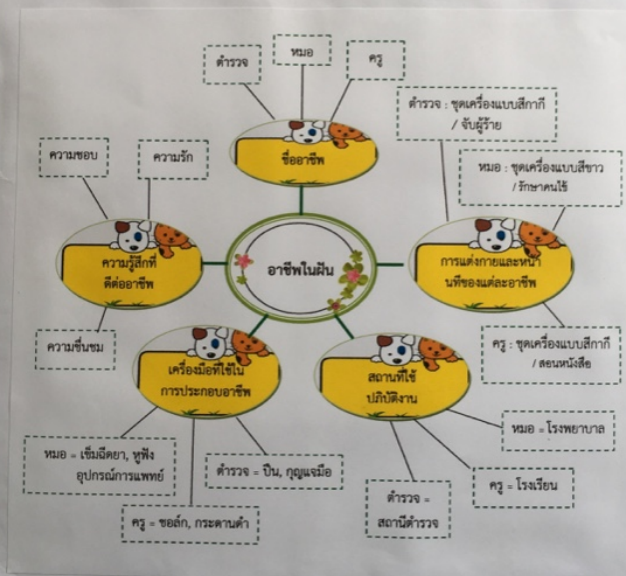 ตำรวจ
หมอ
ครู
ชื่ออาชีพ
ตำรวจ : ชุดเครื่องแบบสีกากี
/ จับผู้ร้าย
หมอ : ชุดเครื่องแบบสีขาว
/รักษาคนไข้
ความชอบ
ความรัก
ความรู้สึกที่
ดีต่ออาชีพ
อาชีพในฝัน
การแต่งกายและหน้า
นที่ของแต่ละอาชีพ
ความชื่นชม
ครู : ชุดเครื่องแบบสีกากี
/ สอนหนังสือ
เครื่องมือที่ใช้ใน
การประกอบอาชีพ
สถานที่ใช้
ปฏิบัติงาน
หมอ = เข็มฉีดยา, หูฟัง
อุปกรณ์การแพทย์
ตำรวจ = ปืน, กุญแจมือ
ครู = ชอล์ก, กระดานดำ
หมอ = โรงพยาบาล
ครู = โรงเรียน
ตำรวจ =
สถานีตำรวจ